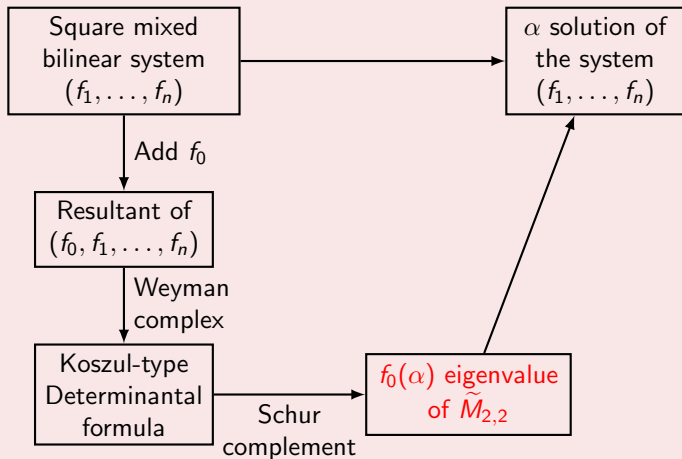 Square mixed
bilinear system
(f₁, . . . , fₙ)
α solution of
the system
(f₁, . . . , fₙ)
Add f₀
Resultant of
(f₀, f₁, . . . , fₙ)
Weyman
complex
Koszul-type
Determinantal
formula
Schur
complement
f₀(α) eigenvalue
of M̃₂,₂